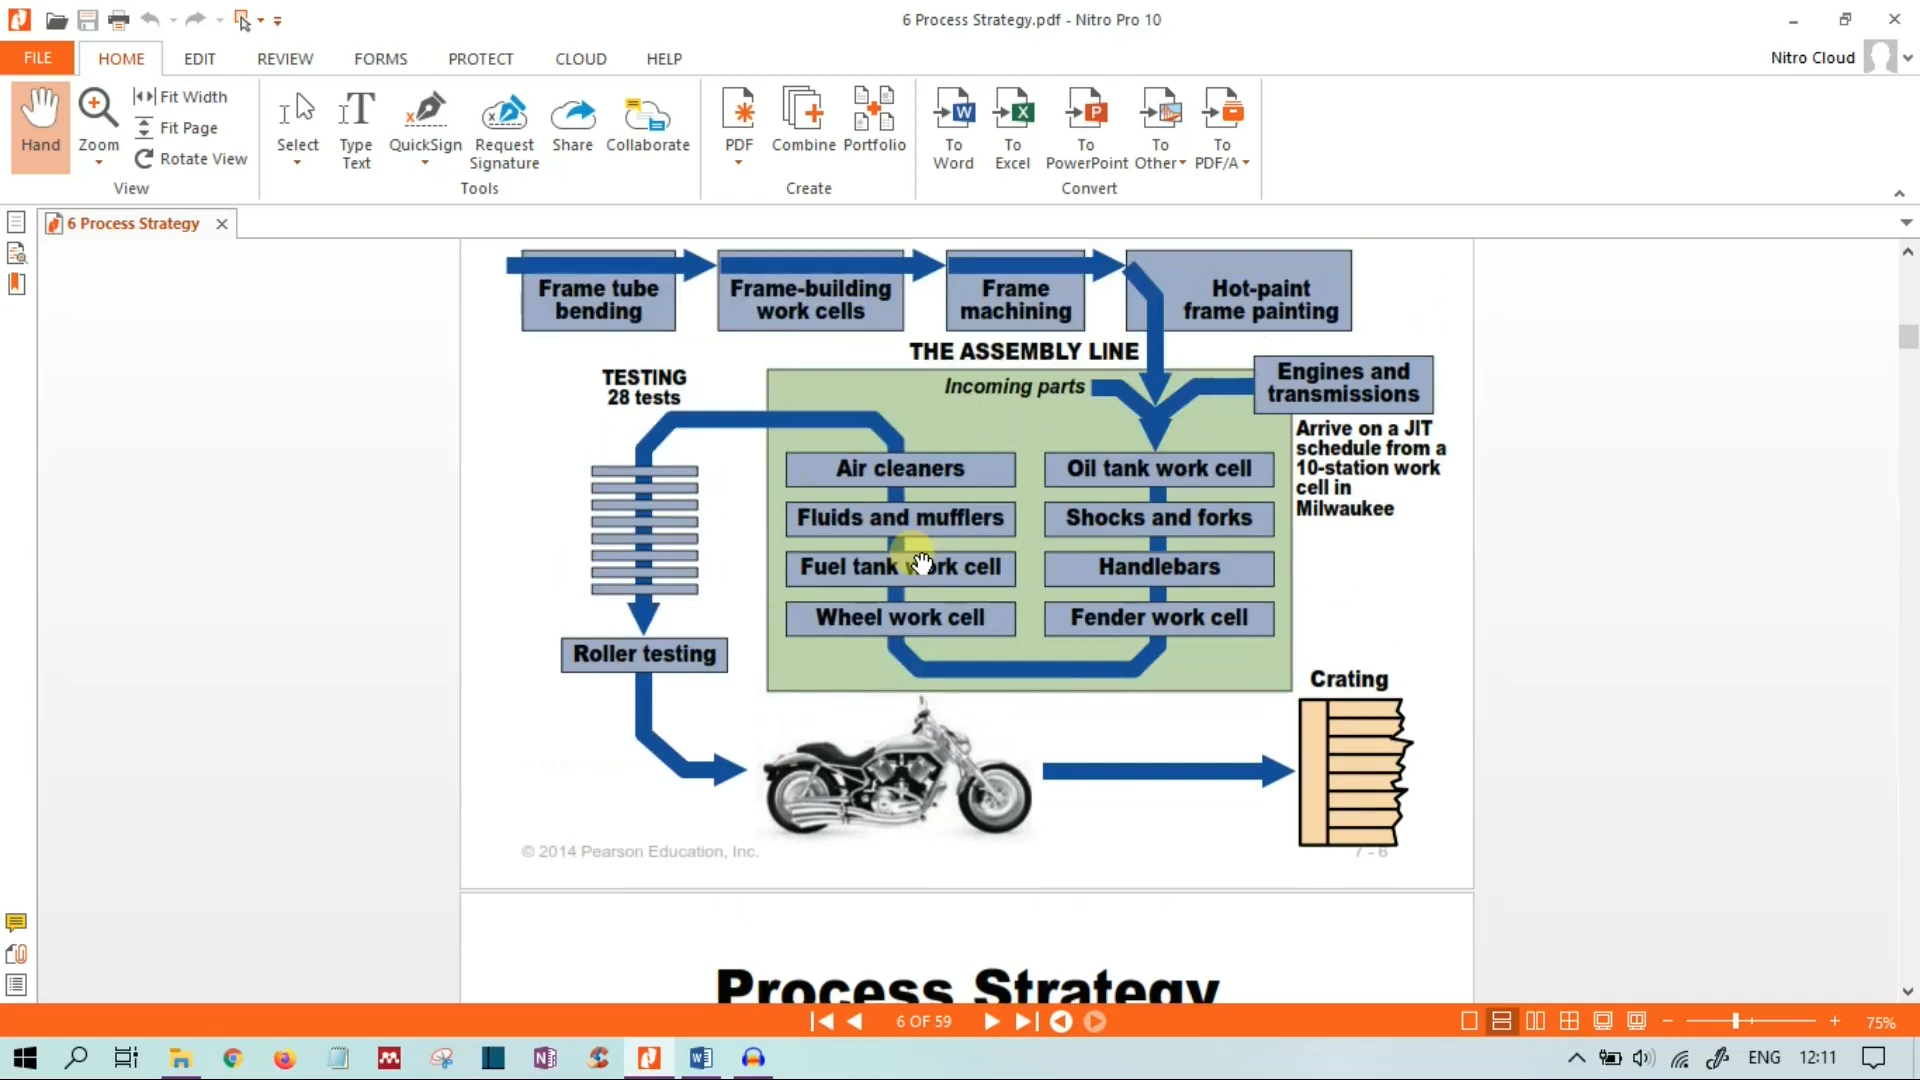 6 Process Strategy.pdf - Nitro Pro 10
FILE
HOME
EDIT
REVIEW
FORMS
PROTECT
CLOUD
HELP
Nitro Cloud
Hand
Zoom
Fit Width
Fit Page
Rotate View
View
Select
Type
Text
QuickSign
Request
Signature
Share
Collaborate
Tools
PDF
Combine
Portfolio
Create
To
Word
To
Excel
To
PowerPoint
To
Other
To
PDF/A
Convert
6 Process Strategy
Frame tube
bending
Frame-building
work cells
Frame
machining
Hot-paint
frame painting
THE ASSEMBLY LINE
TESTING
28 tests
Incoming parts
Engines and
transmissions
Arrive on a JIT
schedule from a
10-station work
cell in
Milwaukee
Air cleaners
Oil tank work cell
Fluids and mufflers
Shocks and forks
Fuel tank work cell
Handlebars
Wheel work cell
Fender work cell
Roller testing
Crating
© 2014 Pearson Education, Inc.
7 - 6
Process Strategy
6 OF 59
75%
ENG
12:11